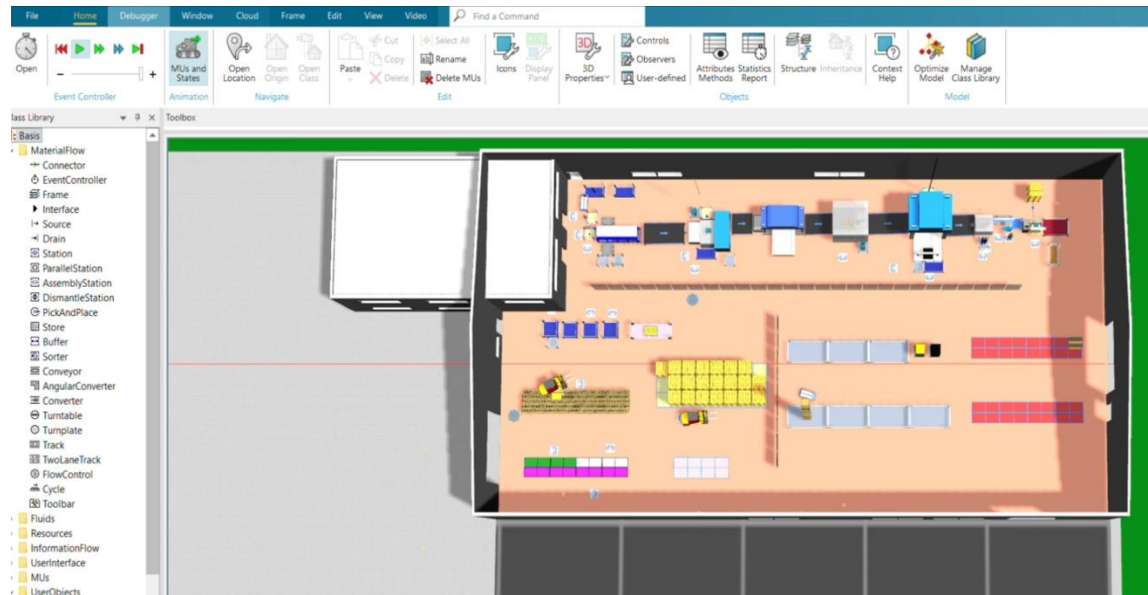 File Home Debugger Window Cloud Frame Edit View Video Find a Command
Open
MUs and States
Open Location
Open Origin
Open Class
Paste
Cut
Copy
Delete
Select All
Rename
Delete MUs
Icons
Display Panel
3D Properties
Controls
Observers
User-defined
Attributes Methods
Statistics Report
Structure
Inheritance
Context Help
Optimize Model
Manage Class Library
Event Controller Animation Navigate Edit Objects Model
lass Library Toolbox
Basis
MaterialFlow
Connector
EventController
Frame
Interface
Source
Drain
Station
ParallelStation
AssemblyStation
DismantleStation
PickAndPlace
Store
Buffer
Sorter
Conveyor
AngularConverter
Converter
Turntable
Turnplate
Track
TwoLaneTrack
FlowControl
Cycle
Toolbar
Fluids
Resources
InformationFlow
UserInterface
MUs
UserObjects